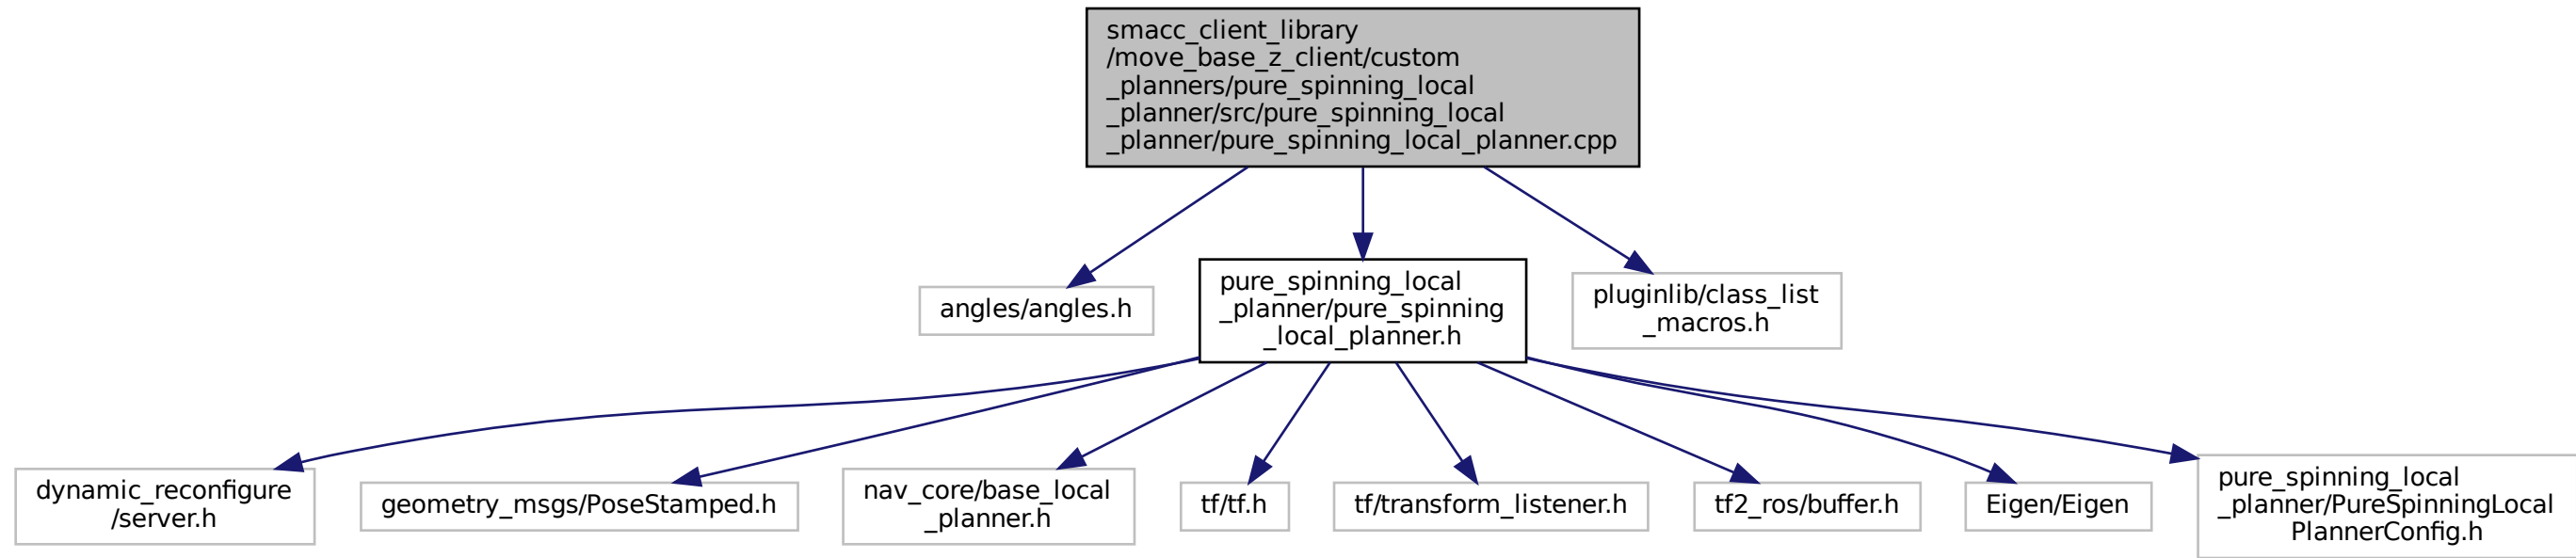 smacc_client_library
/move_base_z_client/custom
_planners/pure_spinning_local
_planner/src/pure_spinning_local
_planner/pure_spinning_local_planner.cpp
angles/angles.h
pure_spinning_local
_planner/pure_spinning
_local_planner.h
pluginlib/class_list
_macros.h
dynamic_reconfigure
/server.h
geometry_msgs/PoseStamped.h
nav_core/base_local
_planner.h
tf/tf.h
tf/transform_listener.h
tf2_ros/buffer.h
Eigen/Eigen
pure_spinning_local
_planner/PureSpinningLocal
PlannerConfig.h